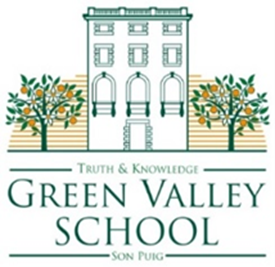 TRUTH & KNOWLEDGE
GREEN VALLEY
SCHOOL
SON PUIG